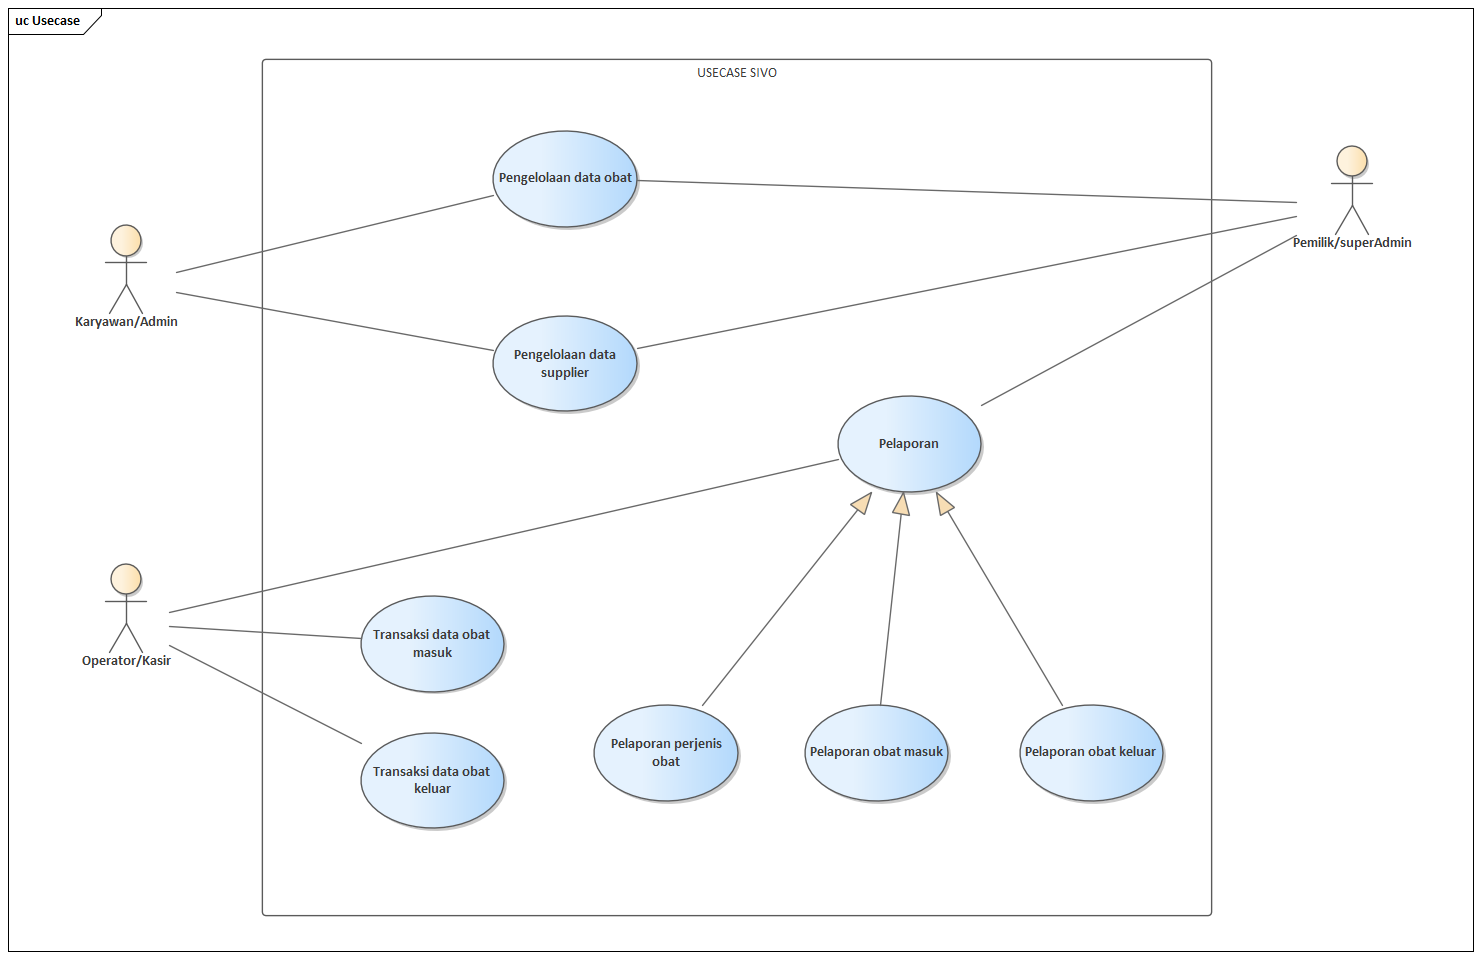 uc Usecase
USECASE SIVO
Pengelolaan data obat
Pemilik/superAdmin
Karyawan/Admin
Pengelolaan data
supplier
Pelaporan
Operator/Kasir
Transaksi data obat
masuk
Transaksi data obat
keluar
Pelaporan perjenis
obat
Pelaporan obat masuk
Pelaporan obat keluar